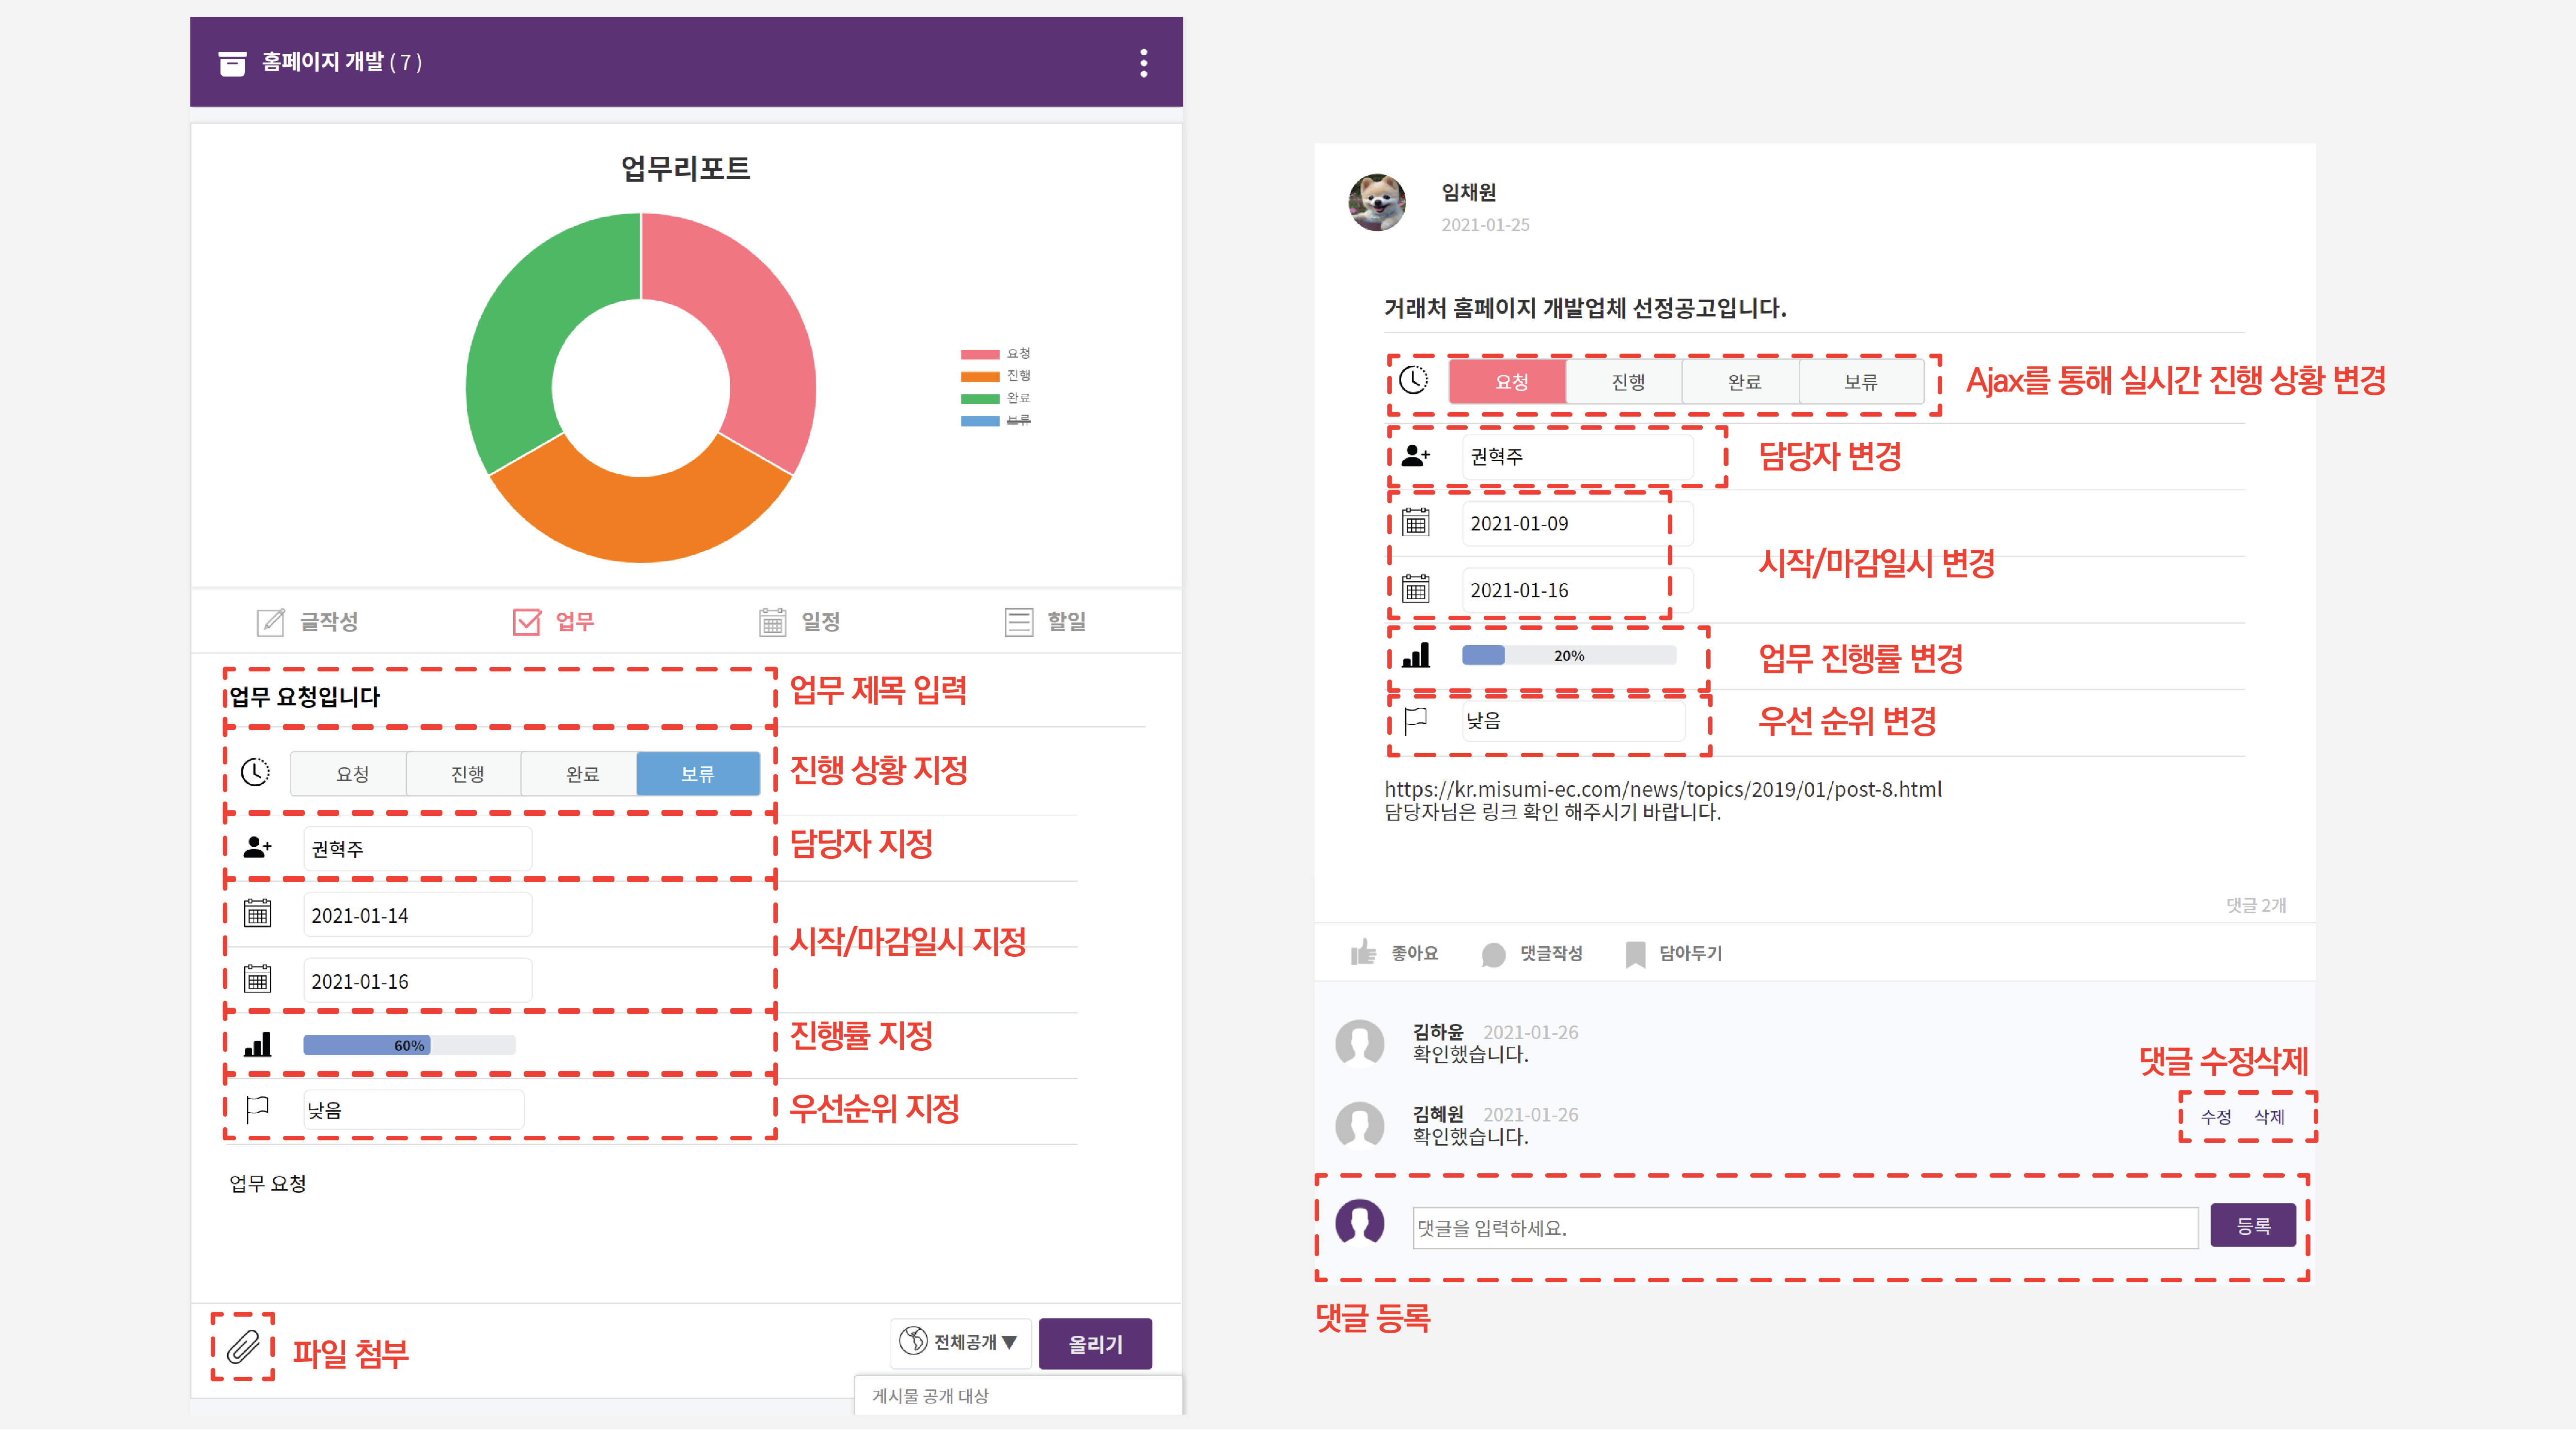 홈페이지 개발 ( 7 )
업무리포트
요청
진행
완료
보류
글작성
업무
일정
할일
업무 요청입니다
업무 제목 입력
요청 진행 완료 보류
진행 상황 지정
권혁주
담당자 지정
2021-01-14
시작/마감일시 지정
2021-01-16
60%
진행률 지정
낮음
우선순위 지정
업무 요청
파일 첨부
전체공개▼
올리기
게시물 공개 대상
임채원
2021-01-25
거래처 홈페이지 개발업체 선정공고입니다.
요청 진행 완료 보류
Ajax를 통해 실시간 진행 상황 변경
권혁주
담당자 변경
2021-01-09
시작/마감일시 변경
2021-01-16
20%
업무 진행률 변경
낮음
우선 순위 변경
https://kr.misumi-ec.com/news/topics/2019/01/post-8.html
담당자님은 링크 확인 해주시기 바랍니다.
댓글 2개
좋아요
댓글작성
담아두기
김하윤 2021-01-26
확인했습니다.
댓글 수정삭제
김혜원 2021-01-26
확인했습니다.
수정 삭제
댓글을 입력하세요.
등록
댓글 등록